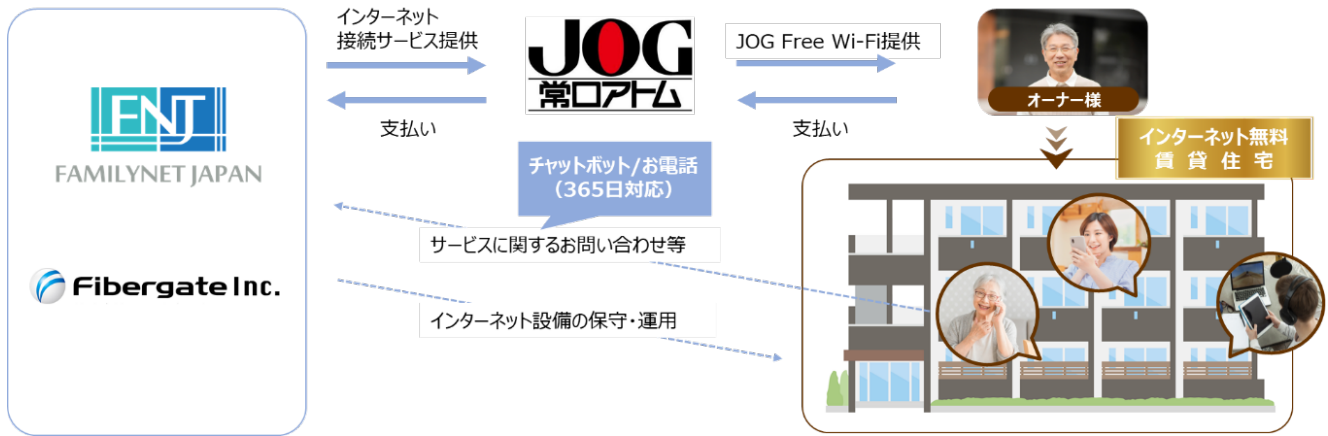 FNJ
FAMILYNET JAPAN
Fibergate Inc.
インターネット
接続サービス提供
支払い
JOG
常口アトム
JOG Free Wi-Fi提供
支払い
オーナー様
インターネット無料
賃貸住宅
チャットボット/お電話
（365日対応）
サービスに関するお問い合わせ等
インターネット設備の保守・運用